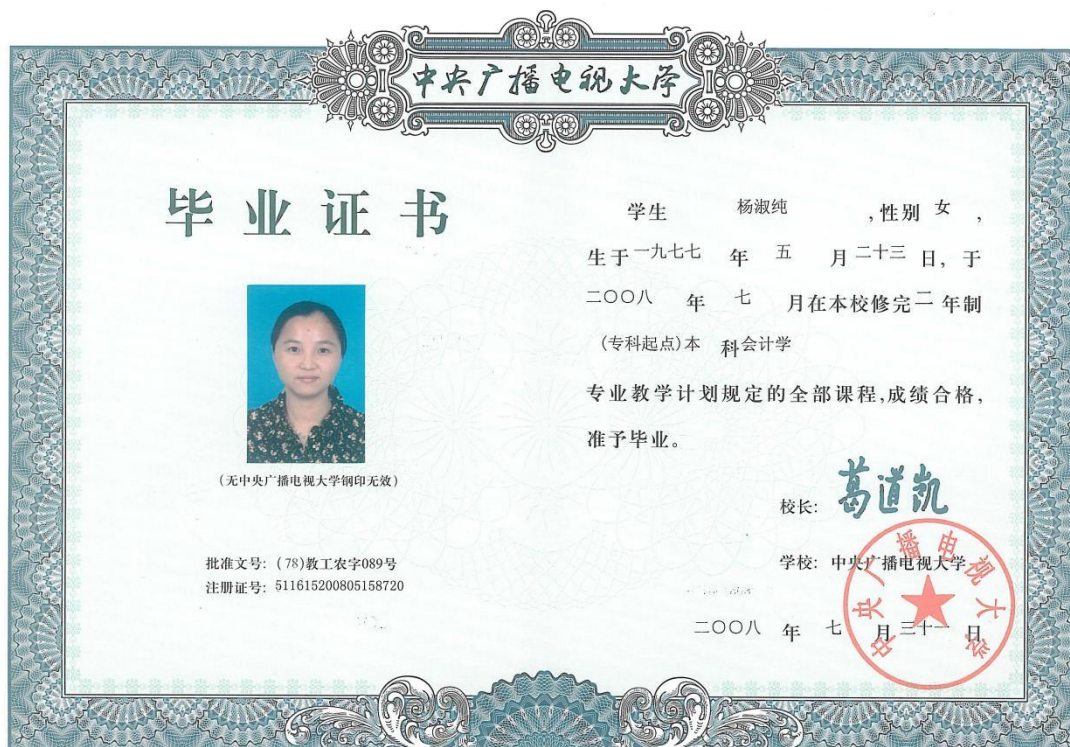 中央广播电视大学
毕业证书
(无中央广播电视大学钢印无效)
批准文号: (78)教工农字089号
注册证号: 511615200805158720
学生 杨淑纯 ,性别 女 ,
生于一九七七 年 五 月二十三 日, 于
二〇〇八 年 七 月在本校修完二 年制
(专科起点)本 科会计学
专业教学计划规定的全部课程,成绩合格,
准予毕业。
校长: 葛道凯
学校: 中央广播电视大学
二〇〇八 年 七 月三十一日
中央广播电视大学